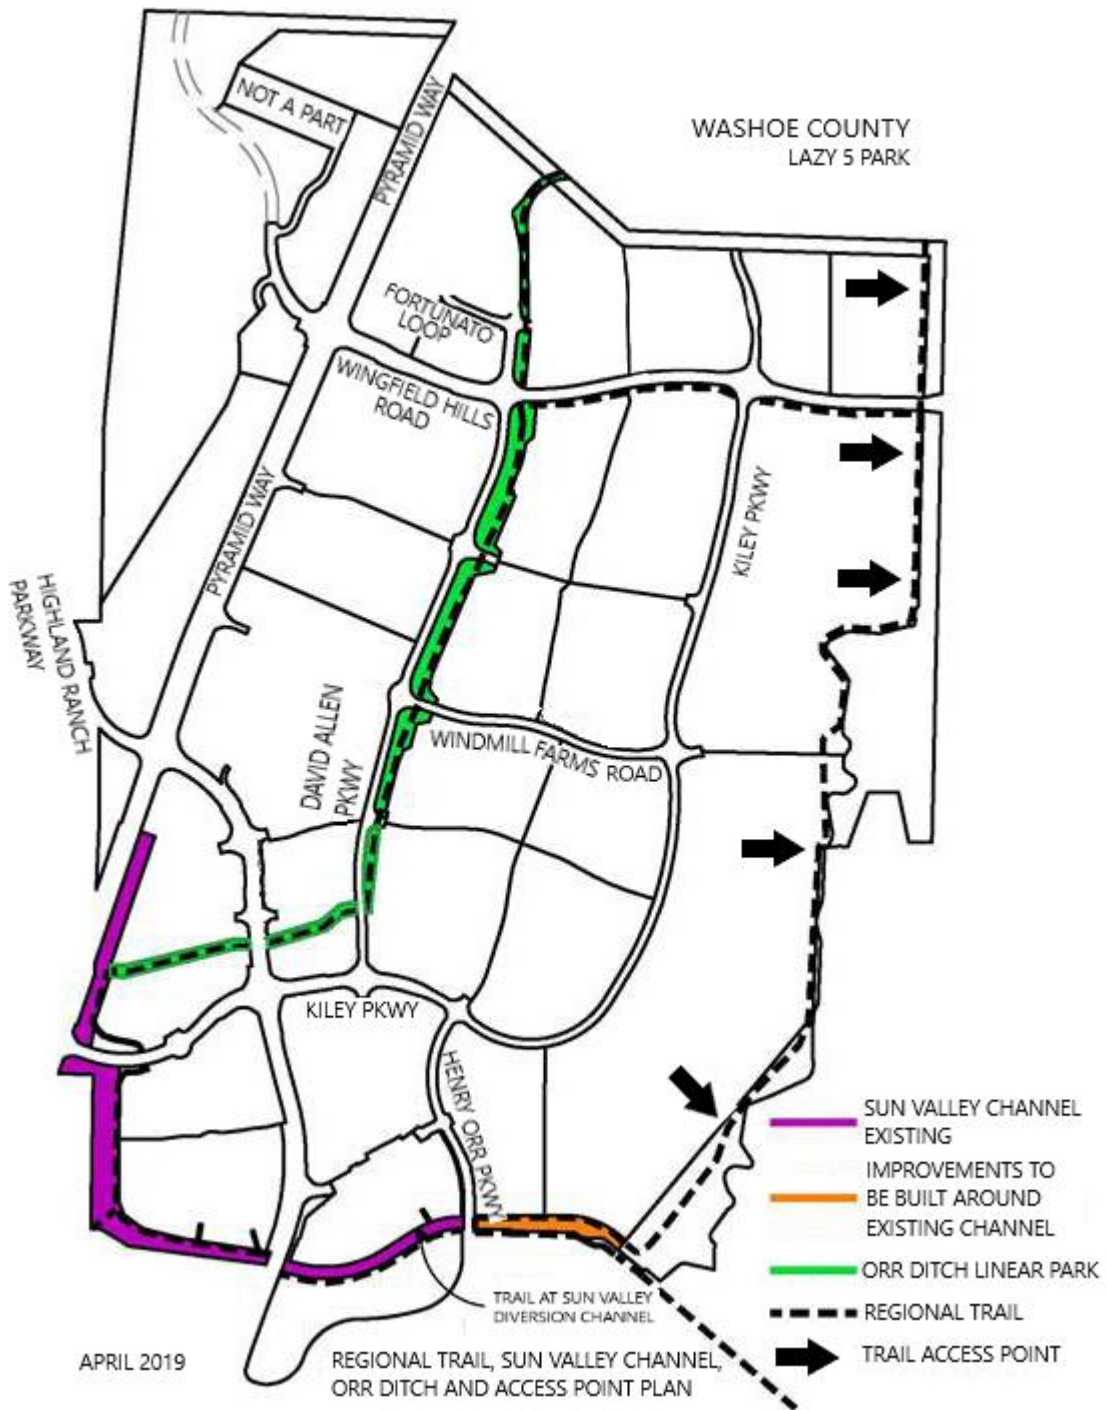 NOT A PART
PYRAMID WAY
WASHOE COUNTY
LAZY 5 PARK
FORTUNATO
LOOP
WINGFIELD HILLS
ROAD
PYRAMID WAY
KILEY PKWY
HIGHLAND RANCH
PARKWAY
DAVID ALLEN
PKWY
WINDMILL FARMS ROAD
KILEY PKWY
HENRY ORR PKWY
SUN VALLEY CHANNEL
EXISTING
IMPROVEMENTS TO
BE BUILT AROUND
EXISTING CHANNEL
ORR DITCH LINEAR PARK
REGIONAL TRAIL
TRAIL ACCESS POINT
TRAIL AT SUN VALLEY
DIVERSION CHANNEL
APRIL 2019
REGIONAL TRAIL, SUN VALLEY CHANNEL,
ORR DITCH AND ACCESS POINT PLAN